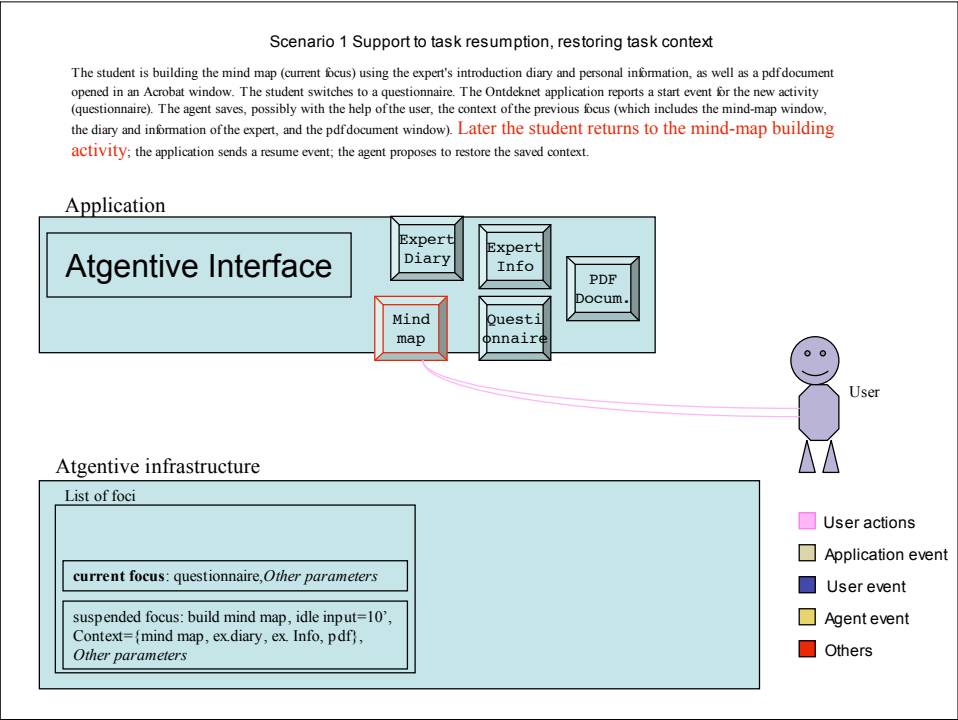 Scenario 1 Support to task resumption, restoring task context
The student is building the mind map (current focus) using the expert's introduction diary and personal information, as well as a pdf document
opened in an Acrobat window. The student switches to a questionnaire. The Ontdeknet application reports a start event for the new activity
(questionnaire). The agent saves, possibly with the help of the user, the context of the previous focus (which includes the mind-map window,
the diary and information of the expert, and the pdf document window). Later the student returns to the mind-map building
activity; the application sends a resume event; the agent proposes to restore the saved context.
Application
Atgentive Interface
Expert
Diary
Expert
Info
PDF
Docum.
Mind
map
Questi
onnaire
User
Atgentive infrastructure
List of foci
current focus: questionnaire,Other parameters
suspended focus: build mind map, idle input=10’,
Context={mind map, ex.diary, ex. Info, pdf},
Other parameters
User actions
Application event
User event
Agent event
Others